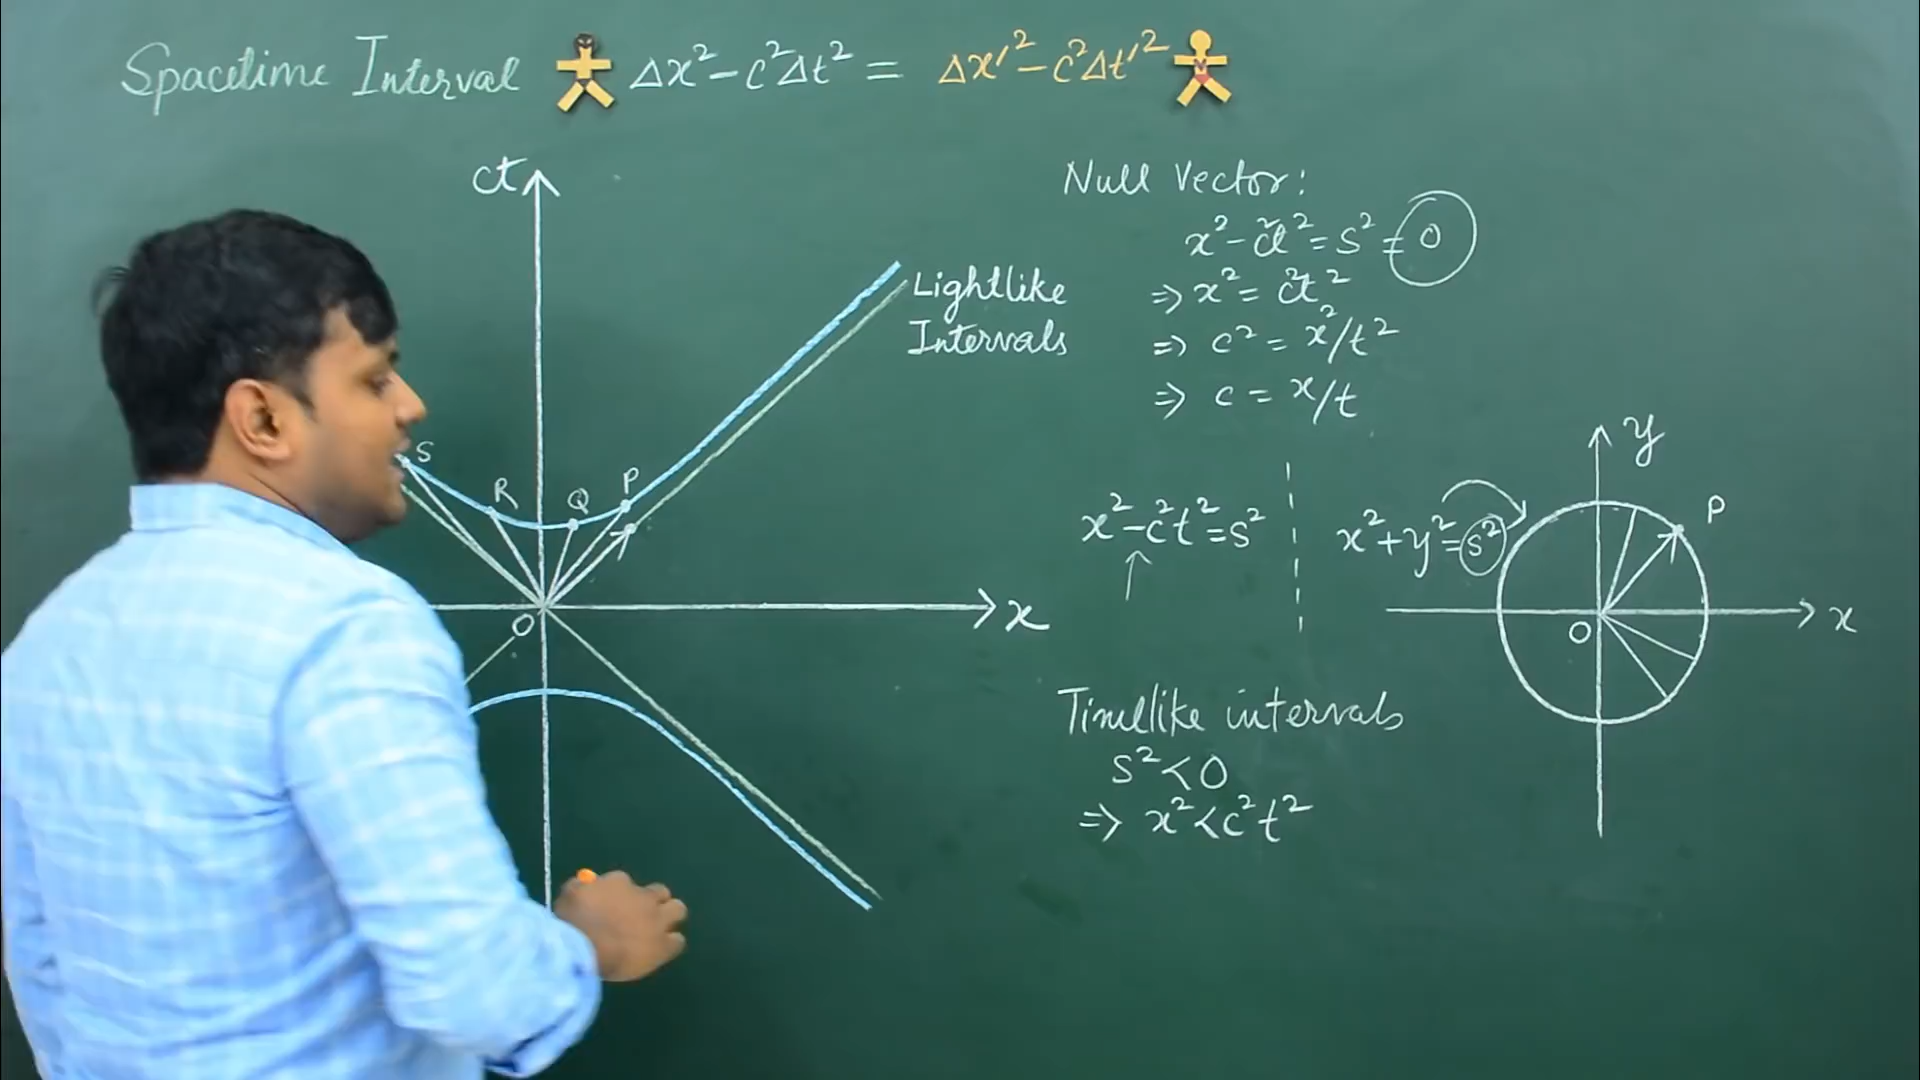 Spacetime Interval Δx² - c²Δt² = Δx'² - c²Δt'²
ct
Lightlike
Intervals
S
R
Q
P
O
x
Null Vector:
x² - c²t² = s² = 0
⇒ x² = c²t²
⇒ c² = x²/t²
⇒ c = x/t
x² - c²t² = s²
↑
x² + y² = s²
y
P
O
x
Timelike intervals
s² < 0
⇒ x² < c²t²